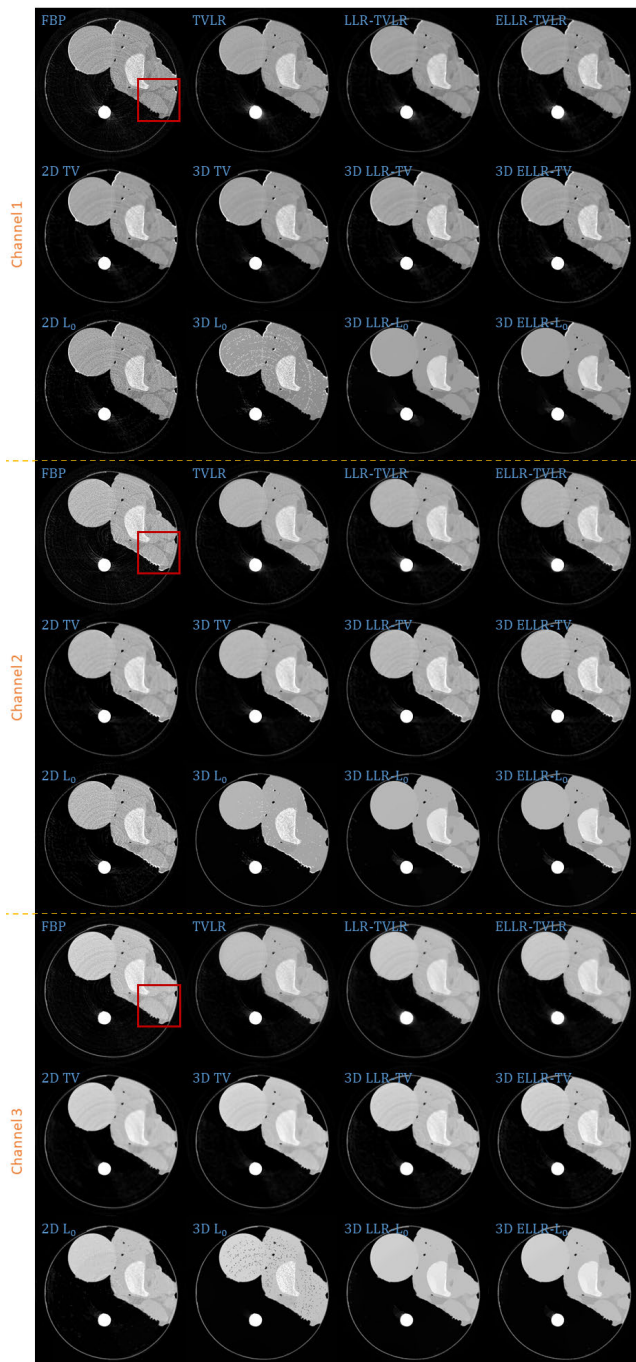 Channel 1
FBP TVLR LLR-TVLR ELLR-TVLR
2D TV 3D TV 3D LLR-TV 3D ELLR-TV
2D L₀ 3D L₀ 3D LLR-L₀ 3D ELLR-L₀
Channel 2
FBP TVLR LLR-TVLR ELLR-TVLR
2D TV 3D TV 3D LLR-TV 3D ELLR-TV
2D L₀ 3D L₀ 3D LLR-L₀ 3D ELLR-L₀
Channel 3
FBP TVLR LLR-TVLR ELLR-TVLR
2D TV 3D TV 3D LLR-TV 3D ELLR-TV
2D L₀ 3D L₀ 3D LLR-L₀ 3D ELLR-L₀